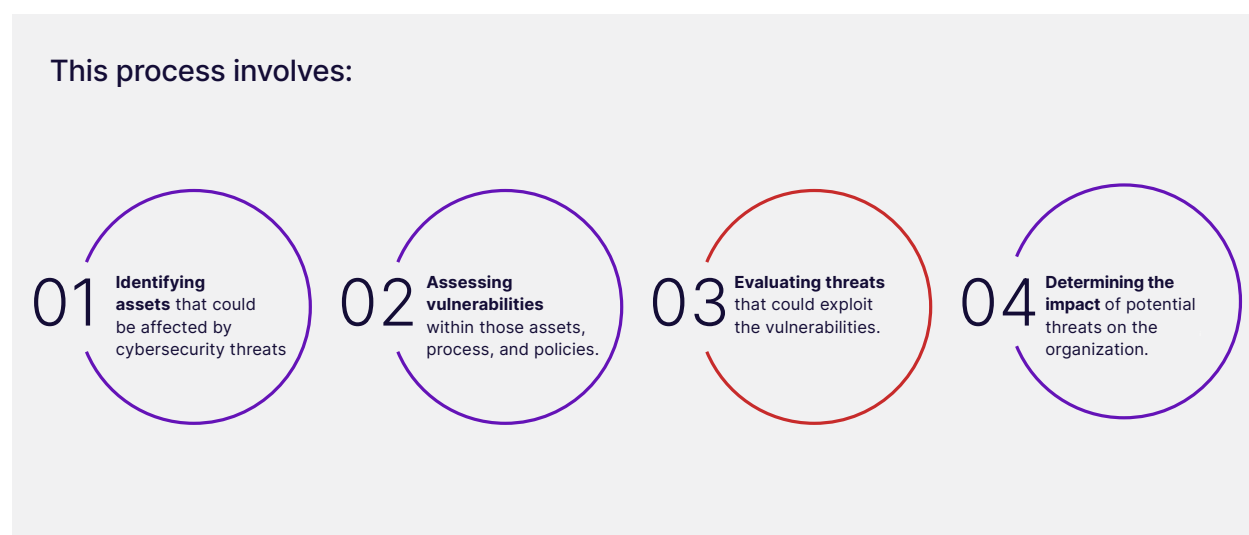 This process involves:
01
Identifying
assets that could
be affected by
cybersecurity threats
02
Assessing
vulnerabilities
within those assets,
process, and policies.
03
Evaluating threats
that could exploit
the vulnerabilities.
04
Determining the
impact of potential
threats on the
organization.